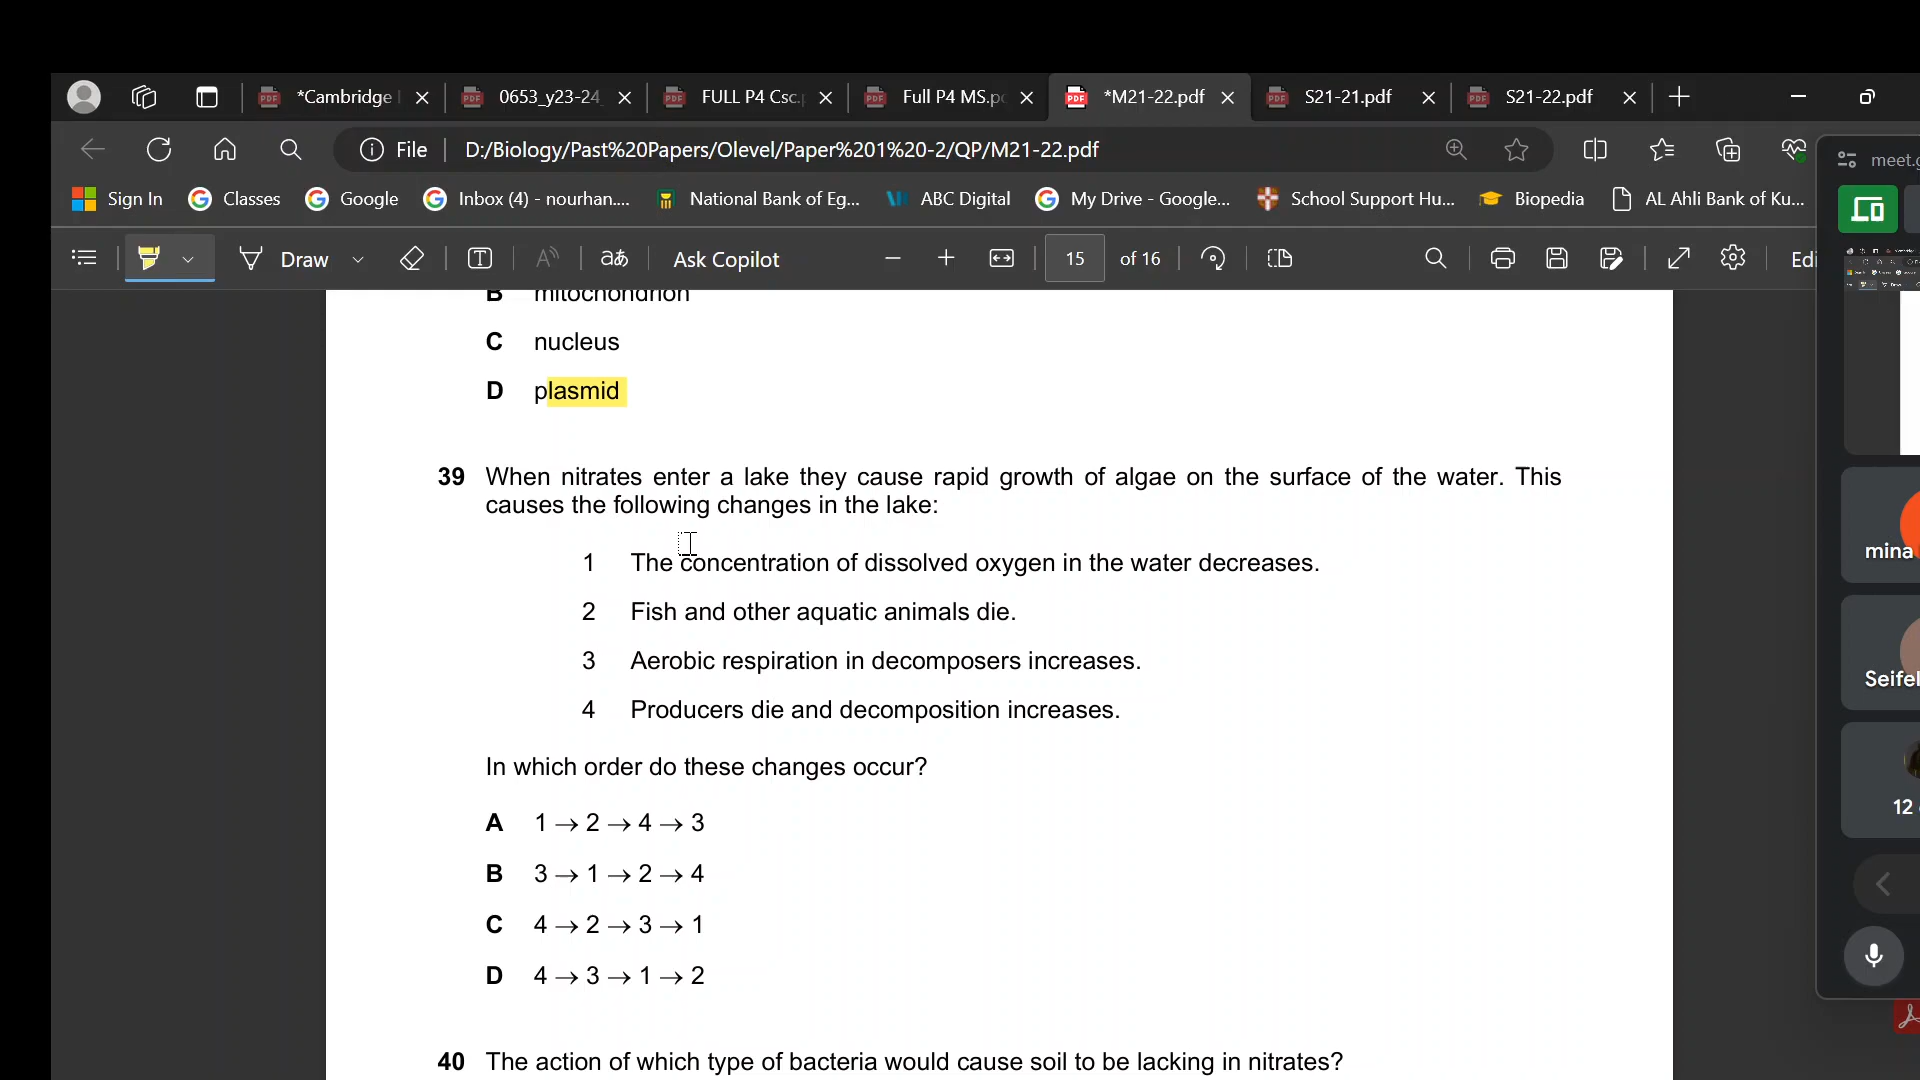 *Cambridge
0653_y23-24
FULL P4 Csc.
Full P4 MS.
*M21-22.pdf
S21-21.pdf
S21-22.pdf
File
D:/Biology/Past%20Papers/Olevel/Paper%201%20-2/QP/M21-22.pdf
meet.
Sign In
Classes
Google
Inbox (4) - nourhan....
National Bank of Eg...
ABC Digital
My Drive - Google...
School Support Hu...
Biopedia
AL Ahli Bank of Ku...
Draw
Ask Copilot
15 of 16
B mitochondrion
C nucleus
D plasmid
39 When nitrates enter a lake they cause rapid growth of algae on the surface of the water. This
causes the following changes in the lake:
1 The concentration of dissolved oxygen in the water decreases.
2 Fish and other aquatic animals die.
3 Aerobic respiration in decomposers increases.
4 Producers die and decomposition increases.
In which order do these changes occur?
A 1 → 2 → 4 → 3
B 3 → 1 → 2 → 4
C 4 → 2 → 3 → 1
D 4 → 3 → 1 → 2
40 The action of which type of bacteria would cause soil to be lacking in nitrates?
mina
Seifel
12